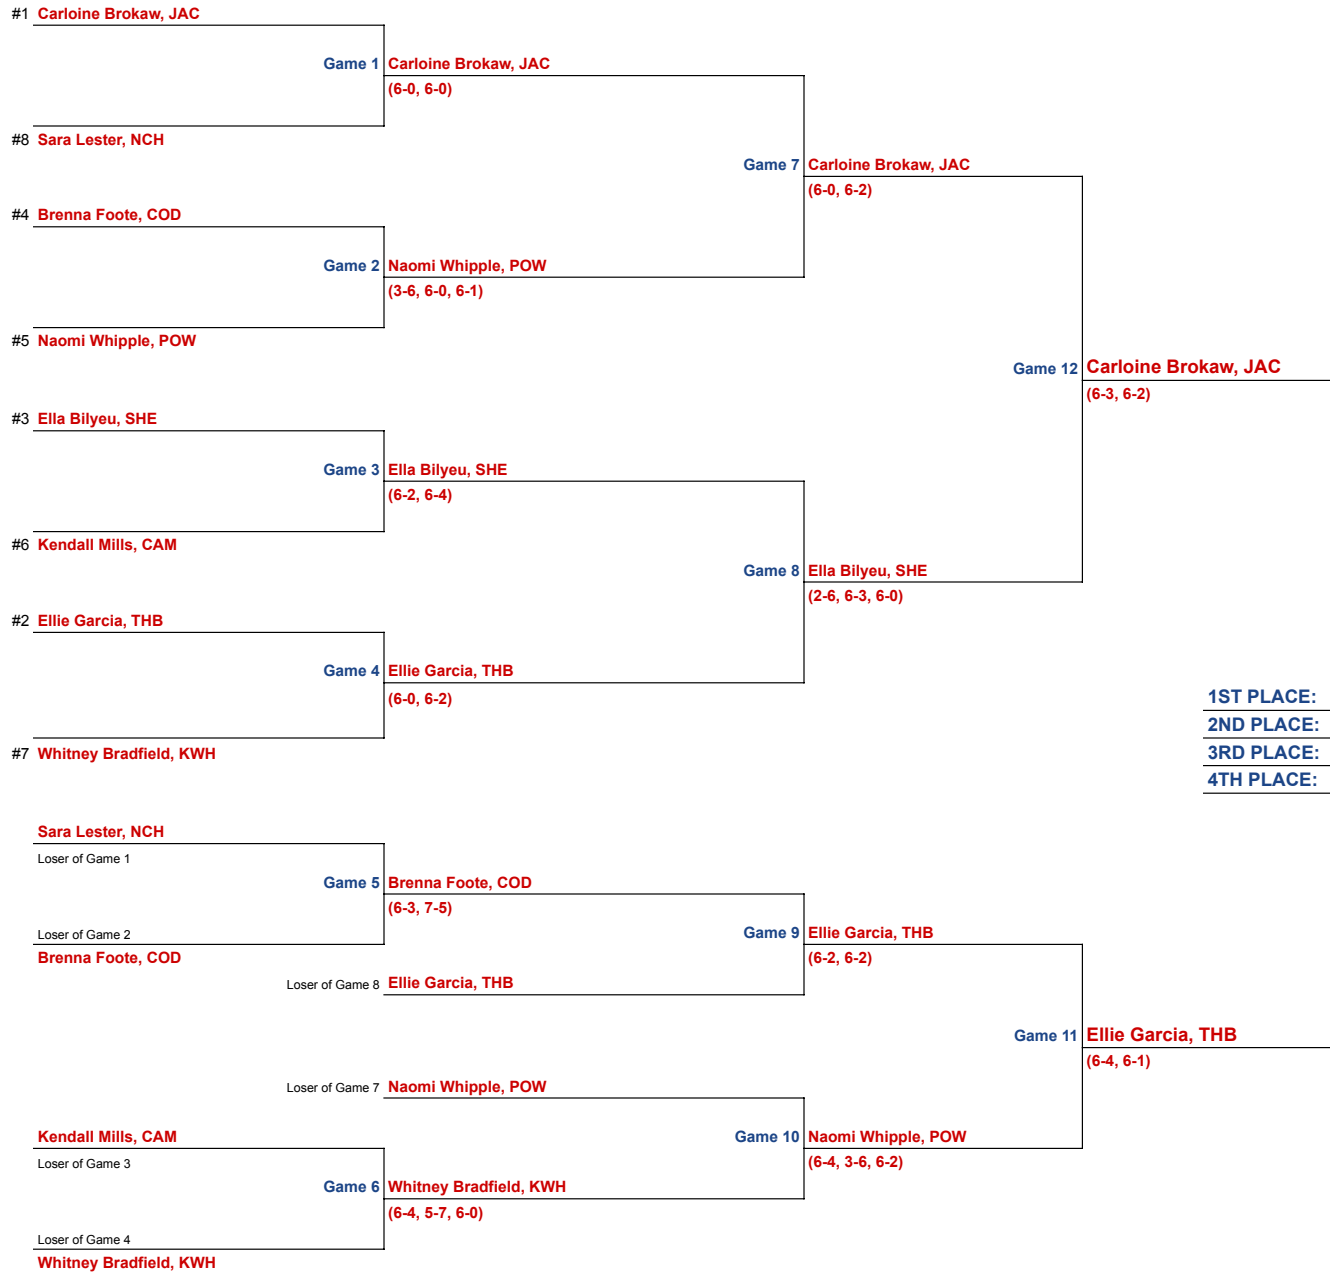 #1 Carloine Brokaw, JAC
Game 1 Carloine Brokaw, JAC
(6-0, 6-0)
#8 Sara Lester, NCH
Game 7 Carloine Brokaw, JAC
(6-0, 6-2)
#4 Brenna Foote, COD
Game 2 Naomi Whipple, POW
(3-6, 6-0, 6-1)
#5 Naomi Whipple, POW
Game 12 Carloine Brokaw, JAC
(6-3, 6-2)
#3 Ella Bilyeu, SHE
Game 3 Ella Bilyeu, SHE
(6-2, 6-4)
#6 Kendall Mills, CAM
Game 8 Ella Bilyeu, SHE
(2-6, 6-3, 6-0)
#2 Ellie Garcia, THB
Game 4 Ellie Garcia, THB
(6-0, 6-2)
#7 Whitney Bradfield, KWH
1ST PLACE:
2ND PLACE:
3RD PLACE:
4TH PLACE:
Sara Lester, NCH
Loser of Game 1
Game 5 Brenna Foote, COD
(6-3, 7-5)
Loser of Game 2
Brenna Foote, COD
Game 9 Ellie Garcia, THB
(6-2, 6-2)
Loser of Game 8 Ellie Garcia, THB
Game 11 Ellie Garcia, THB
(6-4, 6-1)
Loser of Game 7 Naomi Whipple, POW
Kendall Mills, CAM
Loser of Game 3
Game 10 Naomi Whipple, POW
(6-4, 3-6, 6-2)
Game 6 Whitney Bradfield, KWH
(6-4, 5-7, 6-0)
Loser of Game 4
Whitney Bradfield, KWH